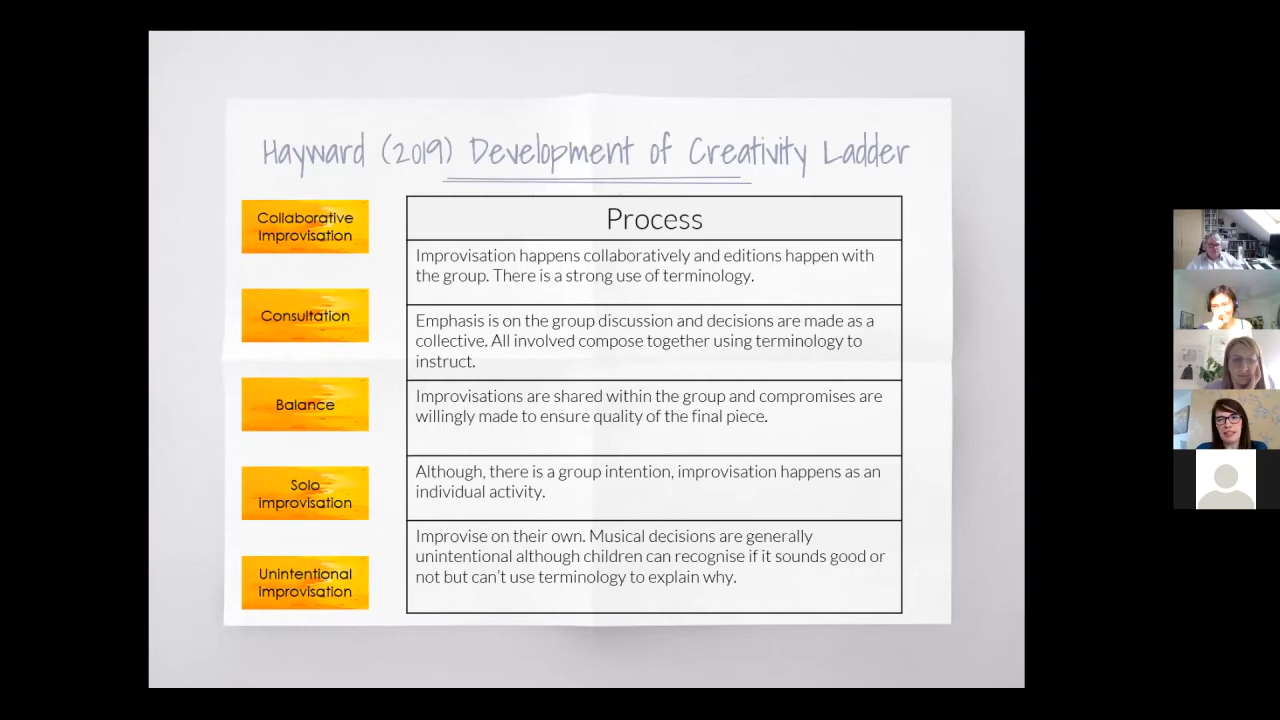 Hayward (2019) Development of Creativity Ladder
Collaborative
Improvisation
Consultation
Balance
Solo
improvisation
Unintentional
improvisation
Process
Improvisation happens collaboratively and editions happen with
the group. There is a strong use of terminology.
Emphasis is on the group discussion and decisions are made as a
collective. All involved compose together using terminology to
instruct.
Improvisations are shared within the group and compromises are
willingly made to ensure quality of the final piece.
Although, there is a group intention, improvisation happens as an
individual activity.
Improvise on their own. Musical decisions are generally
unintentional although children can recognise if it sounds good or
not but can’t use terminology to explain why.